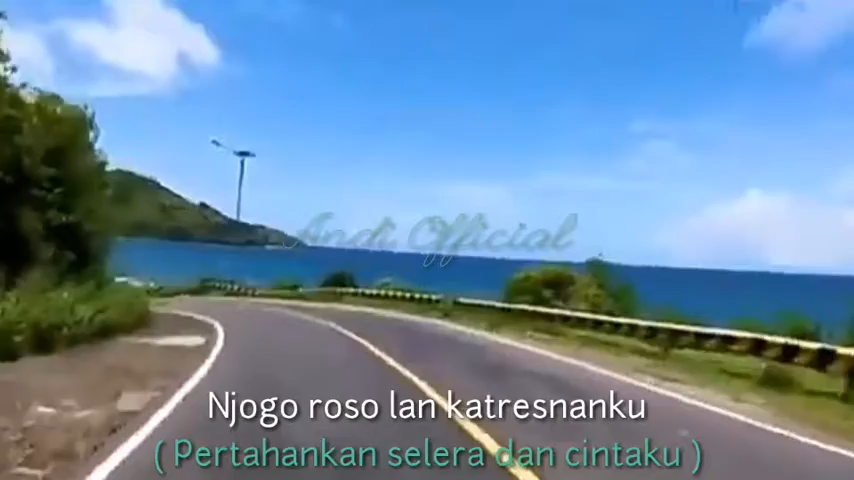 Andi Official
Njogo roso lan katresnanku
( Pertahankan selera dan cintaku )